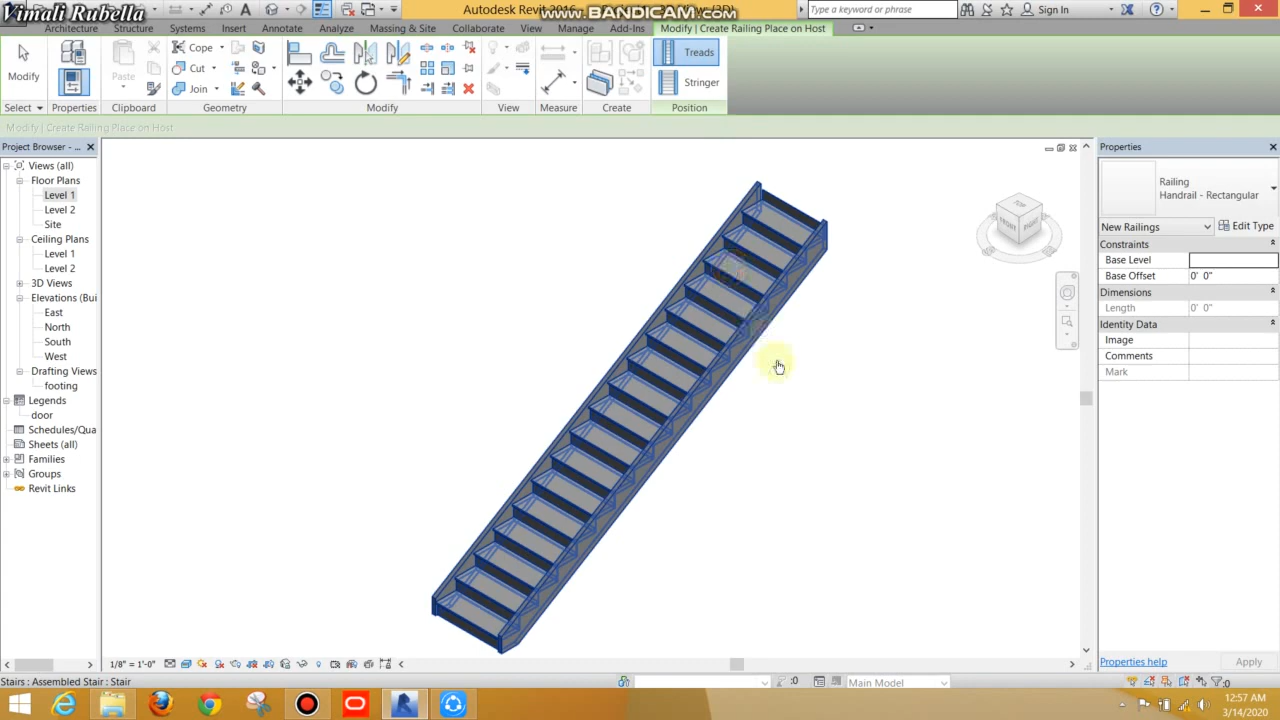 Vimali Rubella
Autodesk Revit 2016
www.BANDICAM.com
Type a keyword or phrase
Sign In
Architecture Structure Systems Insert Annotate Analyze Massing & Site Collaborate View Manage Add-Ins Modify | Create Railing Place on Host
Modify
Paste
Cope
Cut
Join
Treads
Stringer
Select Properties Clipboard Geometry Modify View Measure Create Position
Modify | Create Railing Place on Host
Project Browser - ...
Views (all)
Floor Plans
Level 1
Level 2
Site
Ceiling Plans
Level 1
Level 2
3D Views
Elevations (Bui
East
North
South
West
Drafting Views
footing
Legends
door
Schedules/Qua
Sheets (all)
Families
Groups
Revit Links
TOP
FRONT
RIGHT
Properties
Railing
Handrail - Rectangular
New Railings Edit Type
Constraints
Base Level
Base Offset 0' 0"
Dimensions
Length 0' 0"
Identity Data
Image
Comments
Mark
Properties help Apply
1/8" = 1'-0"
Stairs : Assembled Stair : Stair
:0
Main Model
:0
12:57 AM
3/14/2020